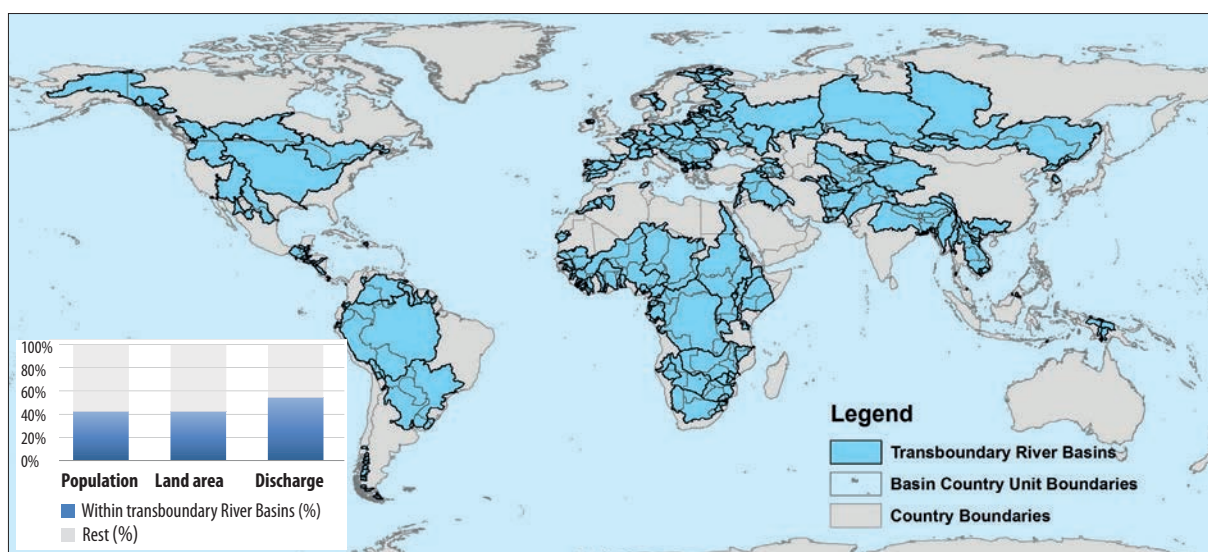 100%
80%
60%
40%
20%
0%
Population Land area Discharge
Within transboundary River Basins (%)
Rest (%)
Legend
Transboundary River Basins
Basin Country Unit Boundaries
Country Boundaries